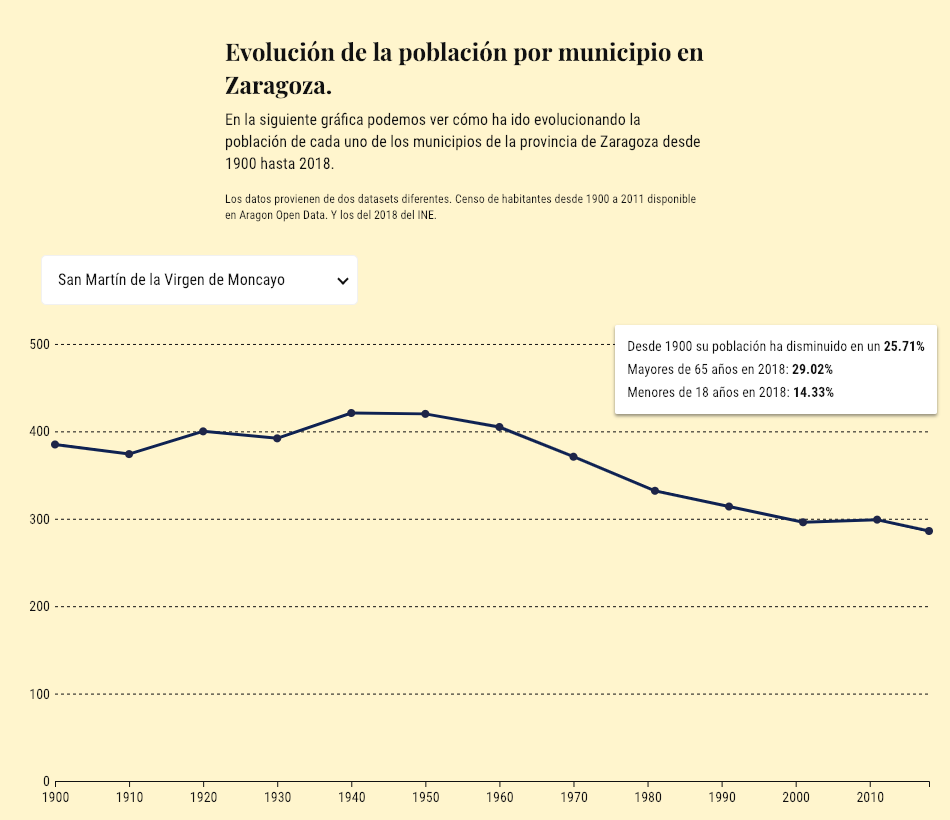 Evolución de la población por municipio en
Zaragoza.
En la siguiente gráfica podemos ver cómo ha ido evolucionando la
población de cada uno de los municipios de la provincia de Zaragoza desde
1900 hasta 2018.
Los datos provienen de dos datasets diferentes. Censo de habitantes desde 1900 a 2011 disponible
en Aragon Open Data. Y los del 2018 del INE.
San Martín de la Virgen de Moncayo
Desde 1900 su población ha disminuido en un 25.71%
Mayores de 65 años en 2018: 29.02%
Menores de 18 años en 2018: 14.33%
500
400
300
200
100
0
1900 1910 1920 1930 1940 1950 1960 1970 1980 1990 2000 2010